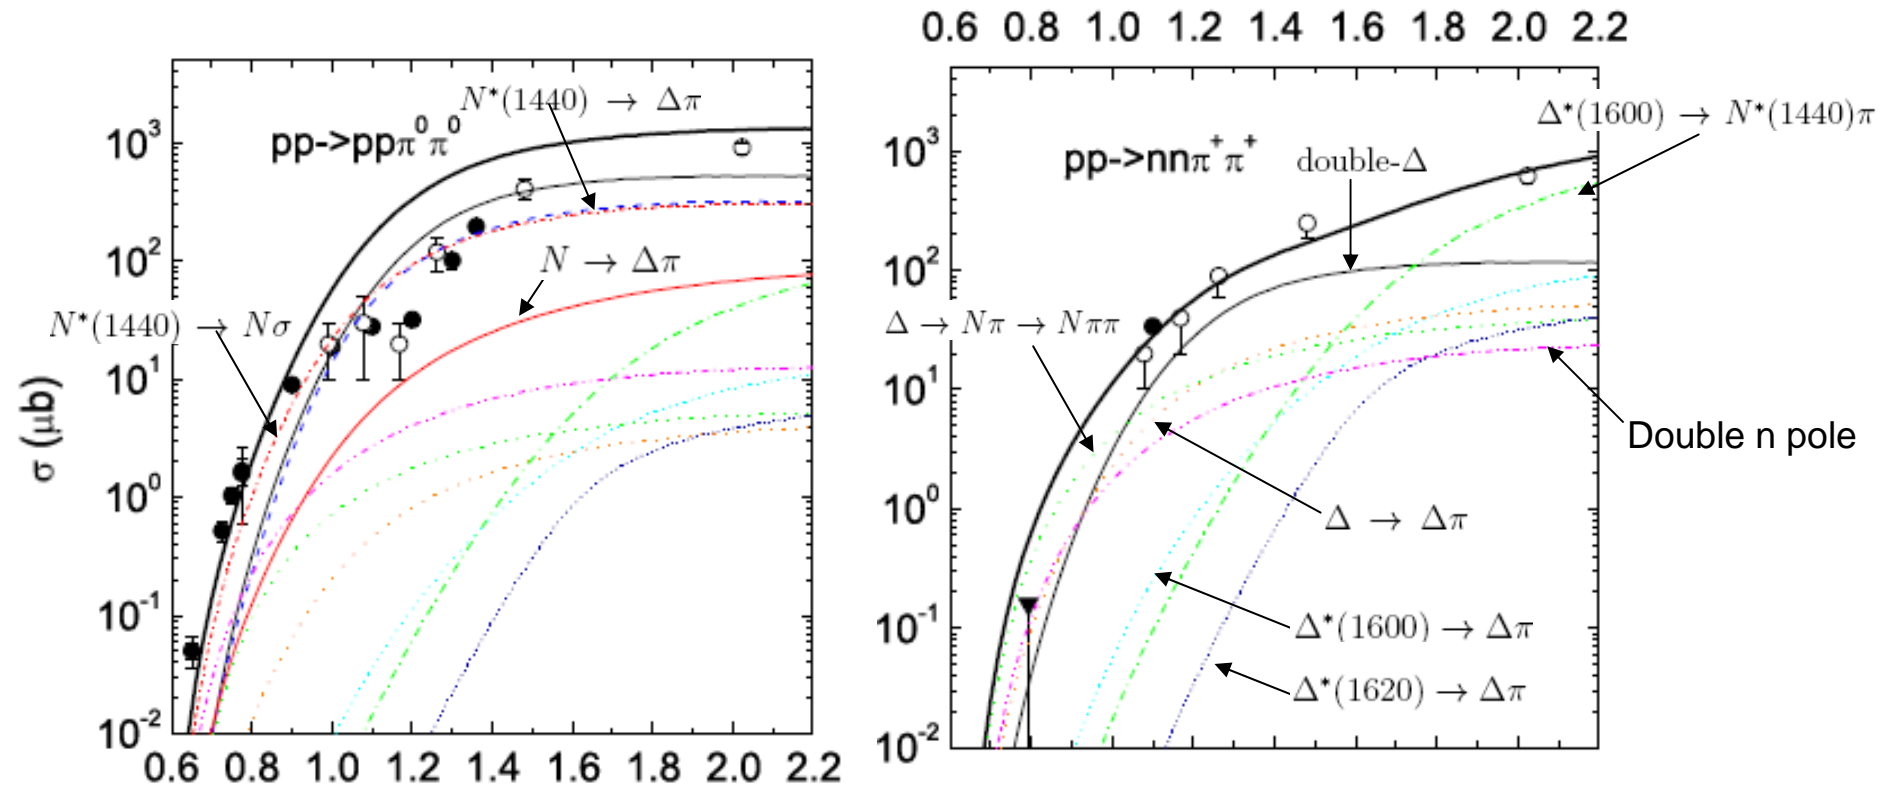 0.6 0.8 1.0 1.2 1.4 1.6 1.8 2.0 2.2
N*(1440) → Δπ
pp->ppπ⁰π⁰
10³
10²
10¹
10⁰
10⁻¹
10⁻²
σ (μb)
N → Δπ
N*(1440) → Nσ
0.6 0.8 1.0 1.2 1.4 1.6 1.8 2.0 2.2
Δ*(1600) → N*(1440)π
pp->nnπ⁺π⁺
double-Δ
10³
10²
10¹
10⁰
10⁻¹
10⁻²
Δ → Nπ → Nππ
Double n pole
Δ → Δπ
Δ*(1600) → Δπ
Δ*(1620) → Δπ